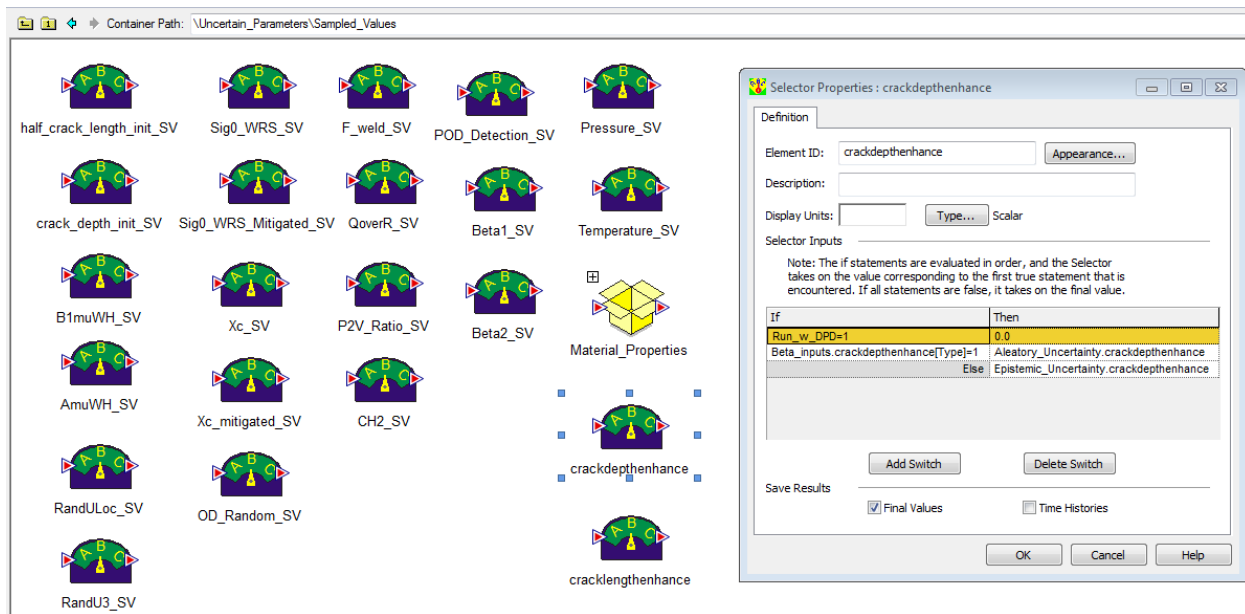 Container Path: \Uncertain_Parameters\Sampled_Values
half_crack_length_init_SV
Sig0_WRS_SV
F_weld_SV
POD_Detection_SV
Pressure_SV
crack_depth_init_SV
Sig0_WRS_Mitigated_SV
QoverR_SV
Beta1_SV
Temperature_SV
B1muWH_SV
Xc_SV
P2V_Ratio_SV
Beta2_SV
Material_Properties
AmuWH_SV
Xc_mitigated_SV
CH2_SV
crackdepthenhance
RandULoc_SV
OD_Random_SV
cracklengthenhance
RandU3_SV
A B C
Selector Properties : crackdepthenhance
Definition
Element ID: crackdepthenhance Appearance...
Description:
Display Units: Type... Scalar
Selector Inputs
Note: The if statements are evaluated in order, and the Selector
takes on the value corresponding to the first true statement that is
encountered. If all statements are false, it takes on the final value.
If Then
Run_w_DPD=1 0.0
Beta_inputs.crackdepthenhance[Type]=1 Aleatory_Uncertainty.crackdepthenhance
Else Epistemic_Uncertainty.crackdepthenhance
Add Switch Delete Switch
Save Results
Final Values Time Histories
OK Cancel Help